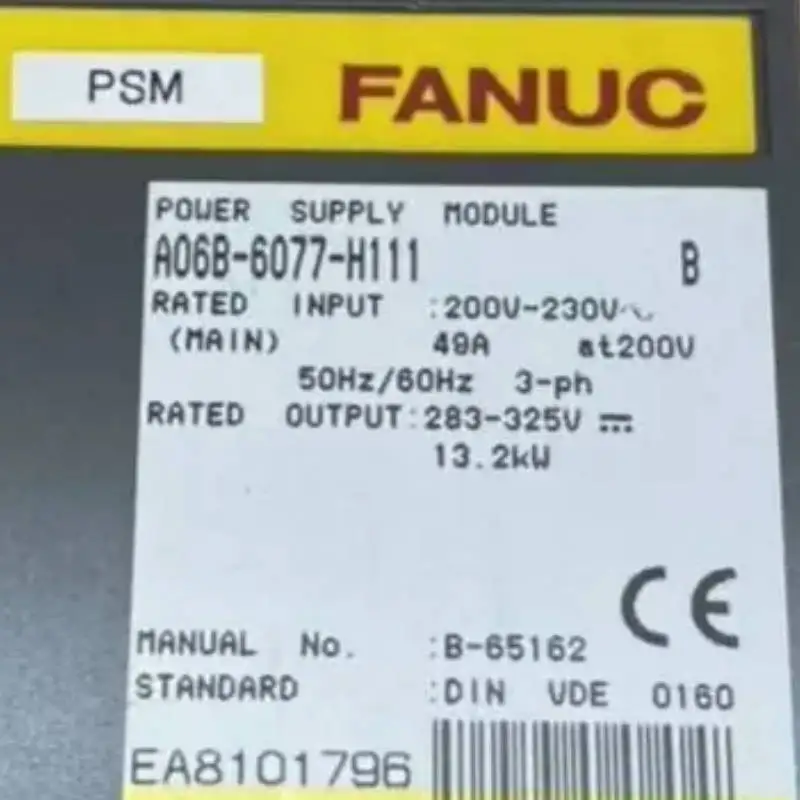 PSM
FANUC
POWER SUPPLY MODULE
A06B-6077-H111 B
RATED INPUT :200V-230V~
(MAIN) 49A at200V
50Hz/60Hz 3-ph
RATED OUTPUT:283-325V ⎓
13.2kW
CE
MANUAL No. :B-65162
STANDARD :DIN VDE 0160
EA8101796